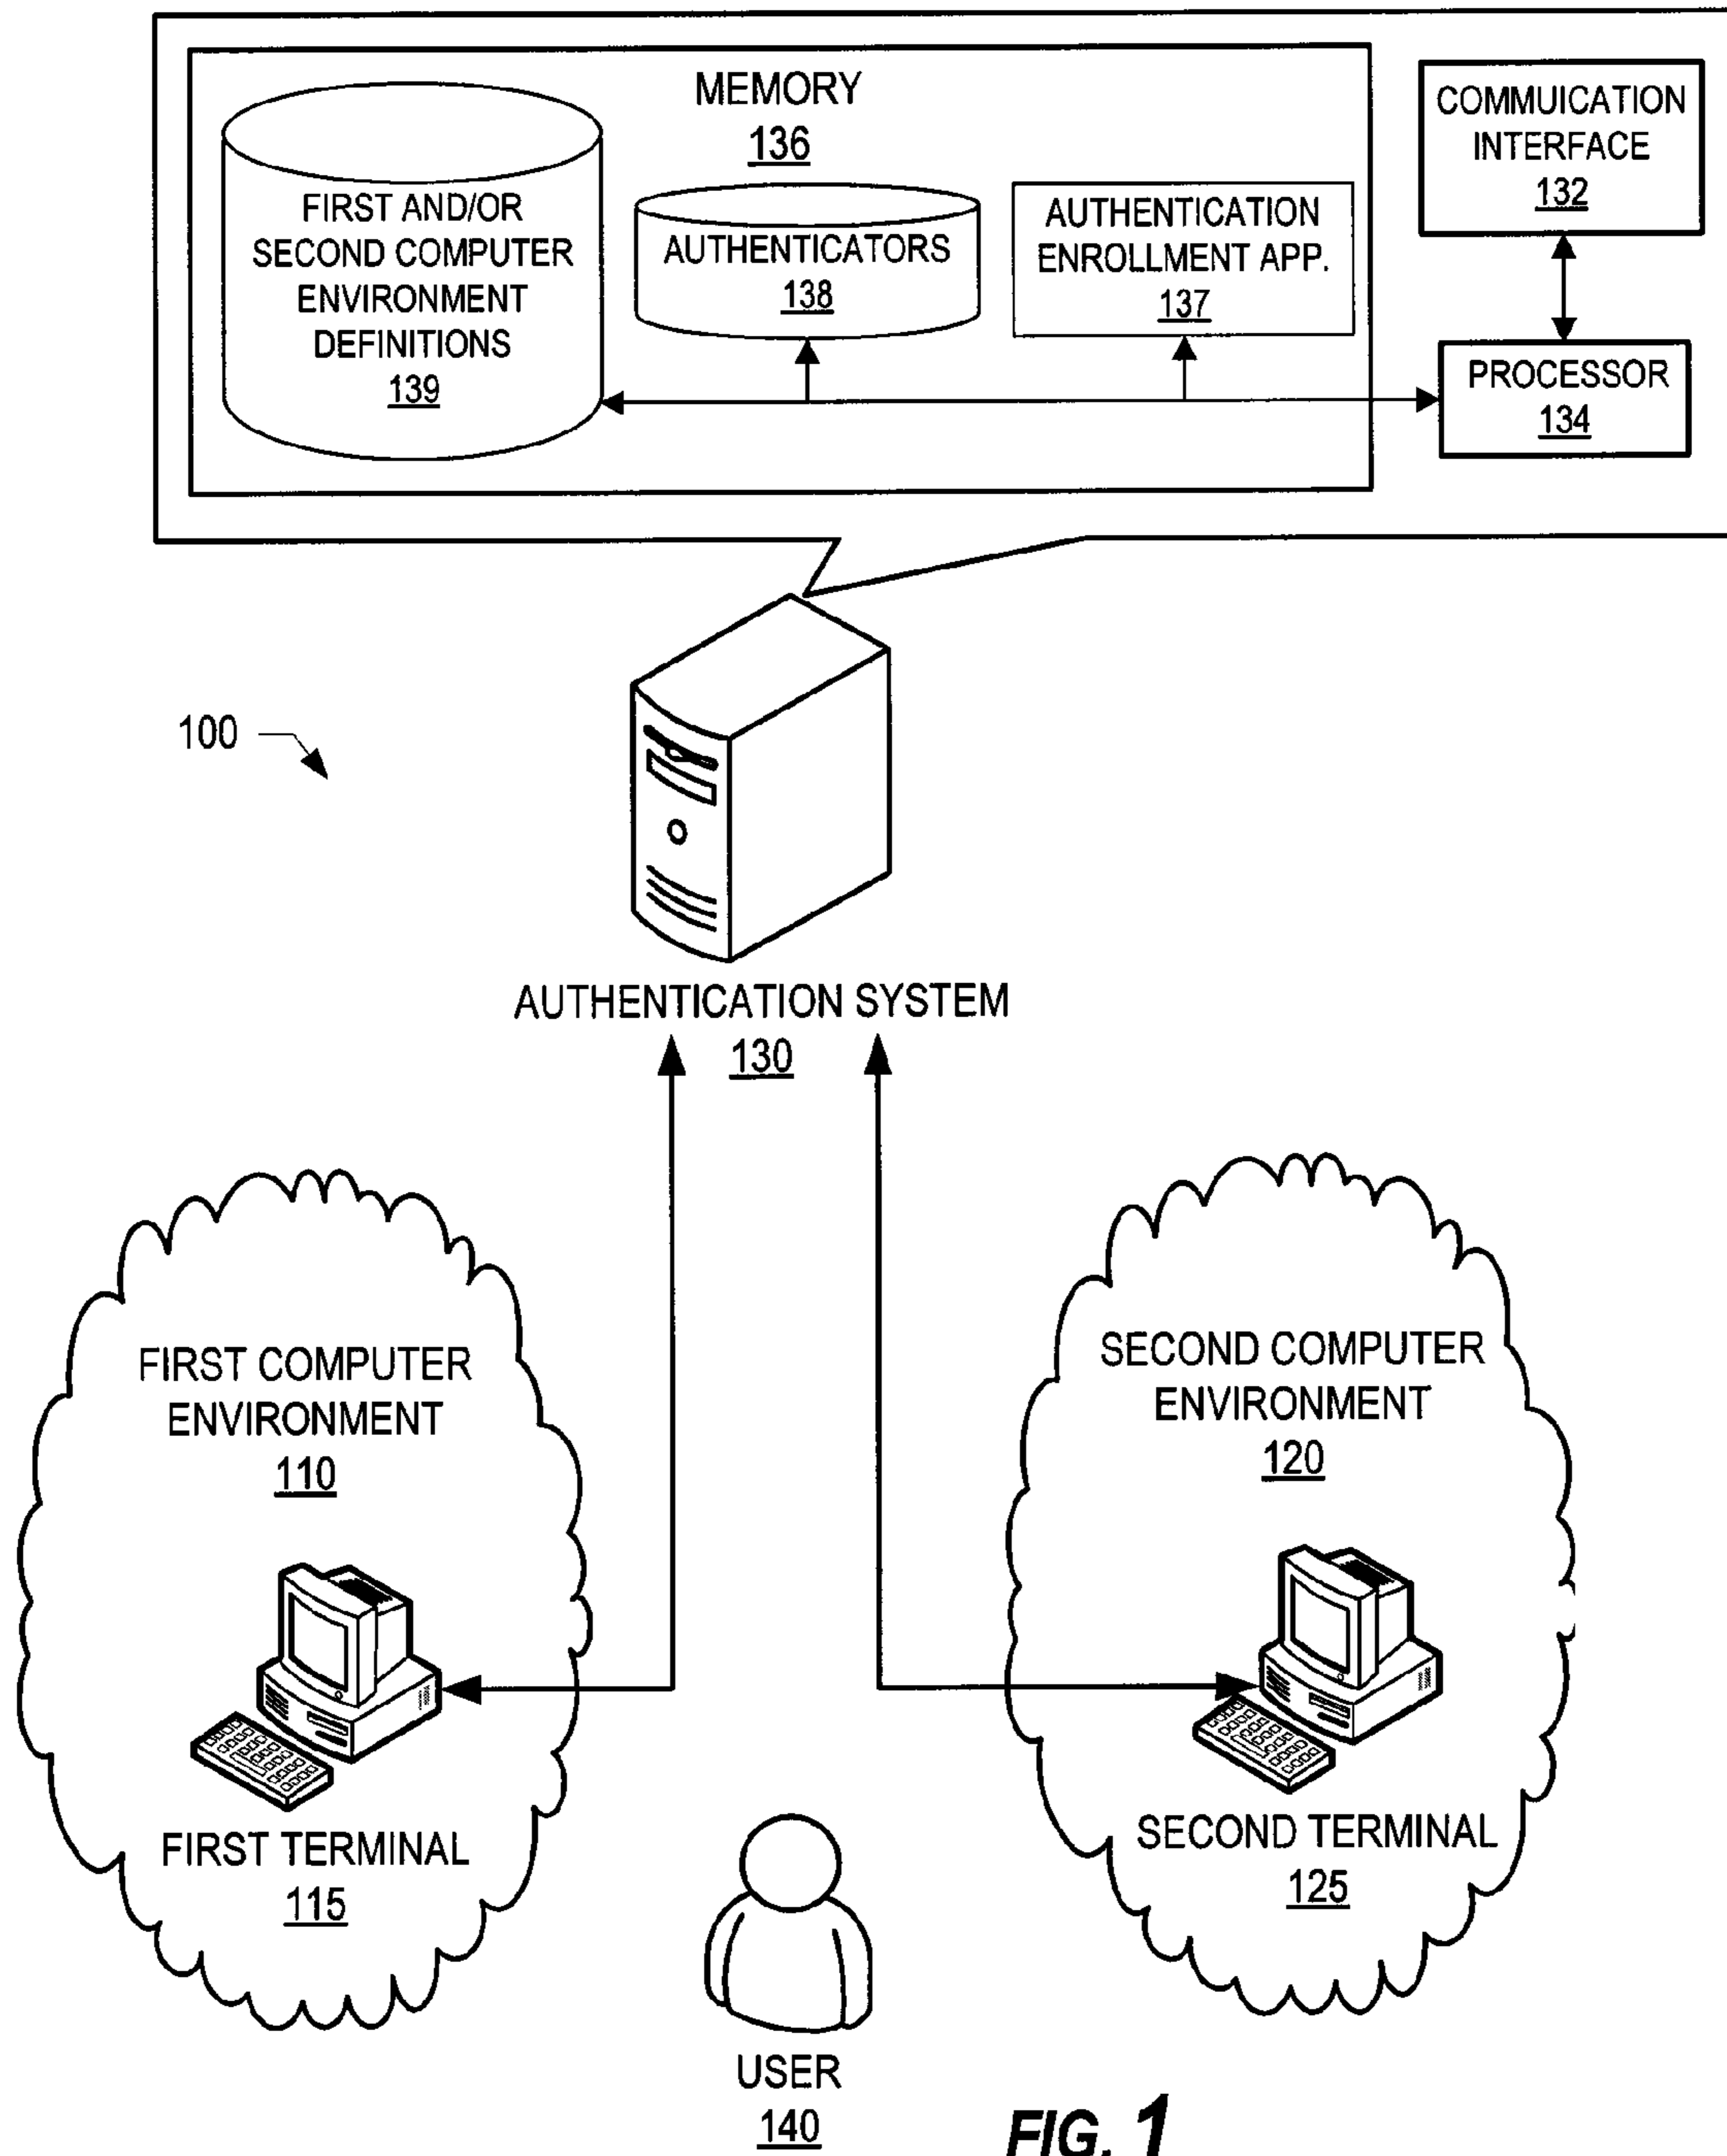 MEMORY
136
FIRST AND/OR
SECOND COMPUTER
ENVIRONMENT
DEFINITIONS
139
AUTHENTICATORS
138
AUTHENTICATION
ENROLLMENT APP.
137
COMMUICATION
INTERFACE
132
PROCESSOR
134
100
AUTHENTICATION SYSTEM
130
FIRST COMPUTER
ENVIRONMENT
110
FIRST TERMINAL
115
SECOND COMPUTER
ENVIRONMENT
120
SECOND TERMINAL
125
USER
140
FIG. 1